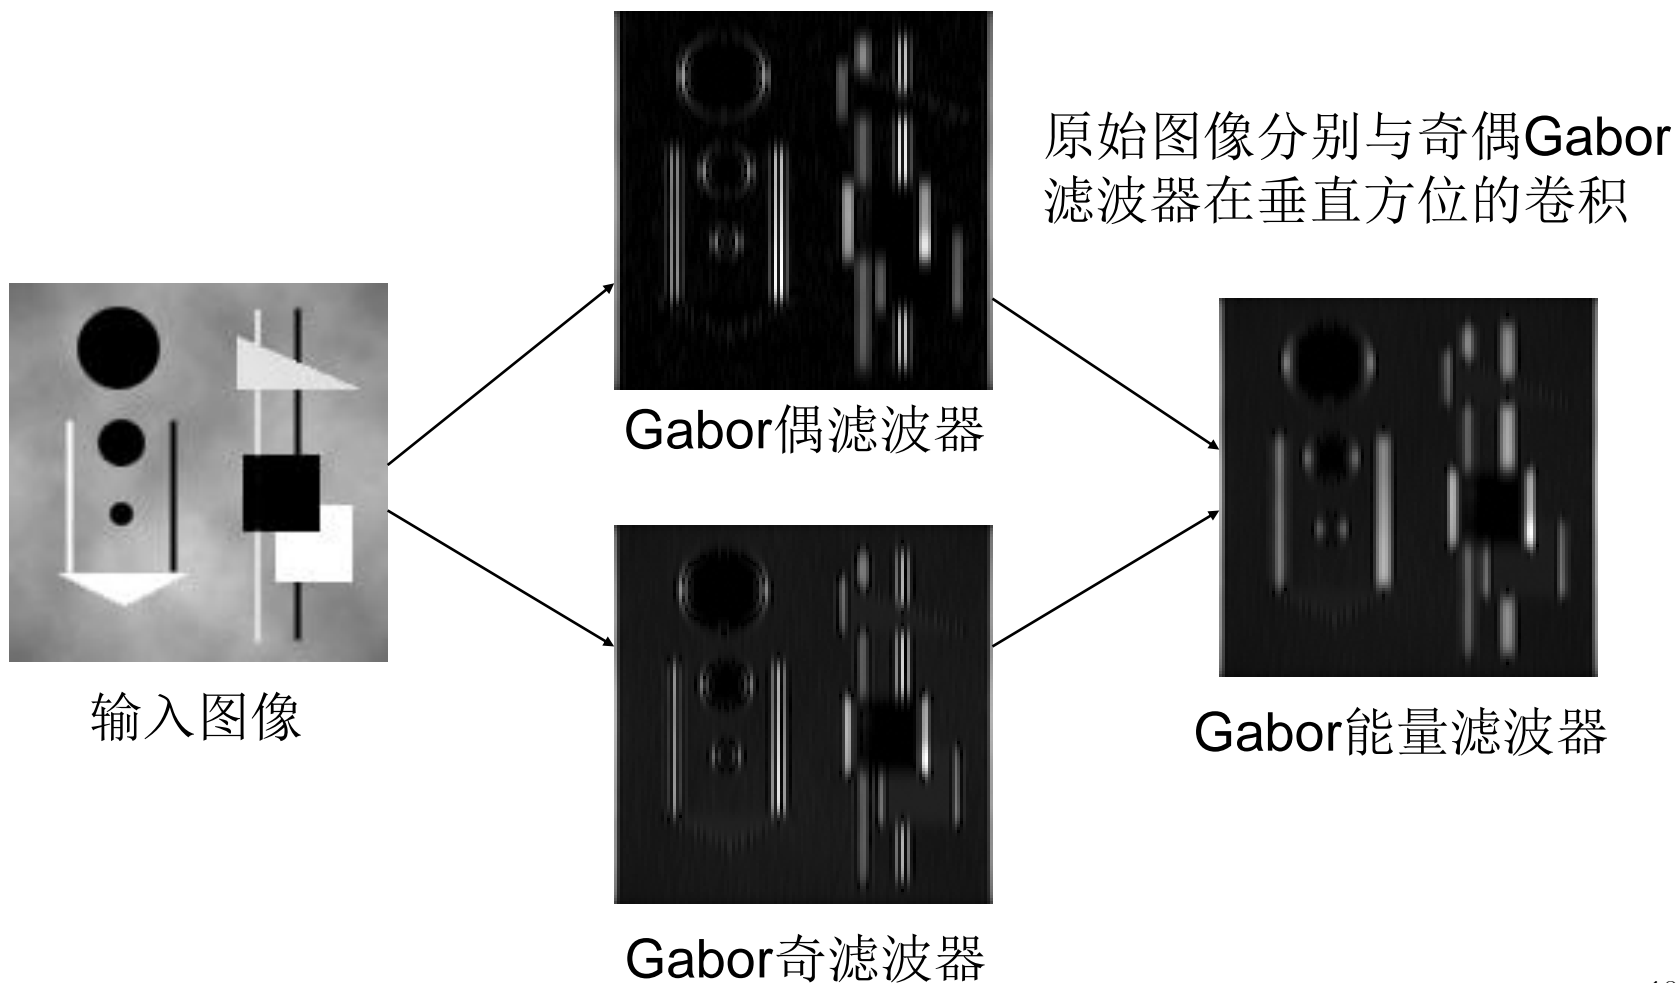 原始图像分别与奇偶Gabor
滤波器在垂直方位的卷积
Gabor偶滤波器
输入图像
Gabor能量滤波器
Gabor奇滤波器